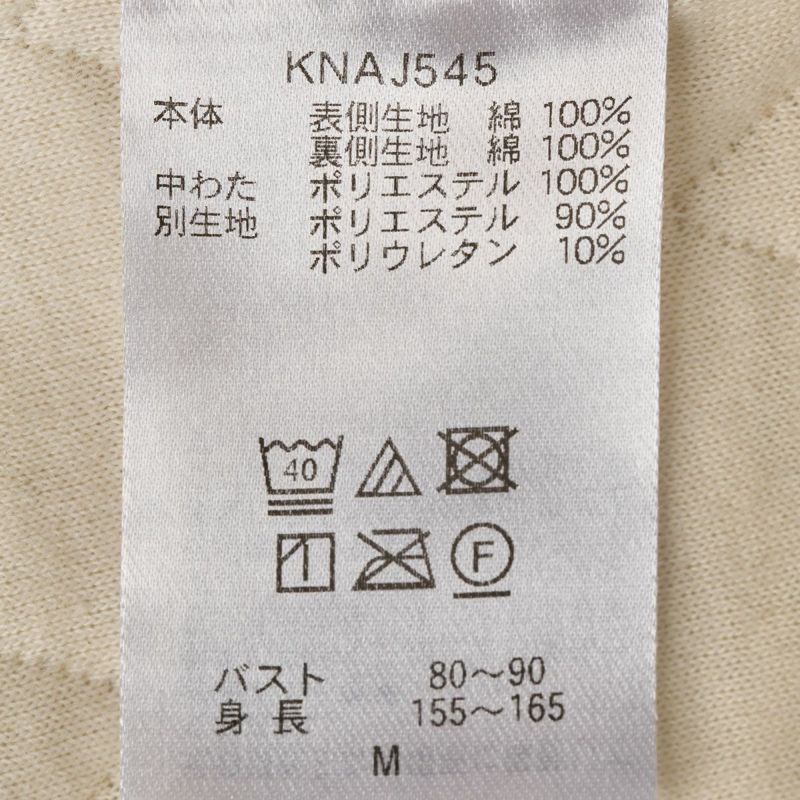 KNAJ545
本体 表側生地 綿 100%
裏側生地 綿 100%
中わた ポリエステル 100%
別生地 ポリエステル 90%
ポリウレタン 10%
40
F
バスト 80～90
身長 155～165
M